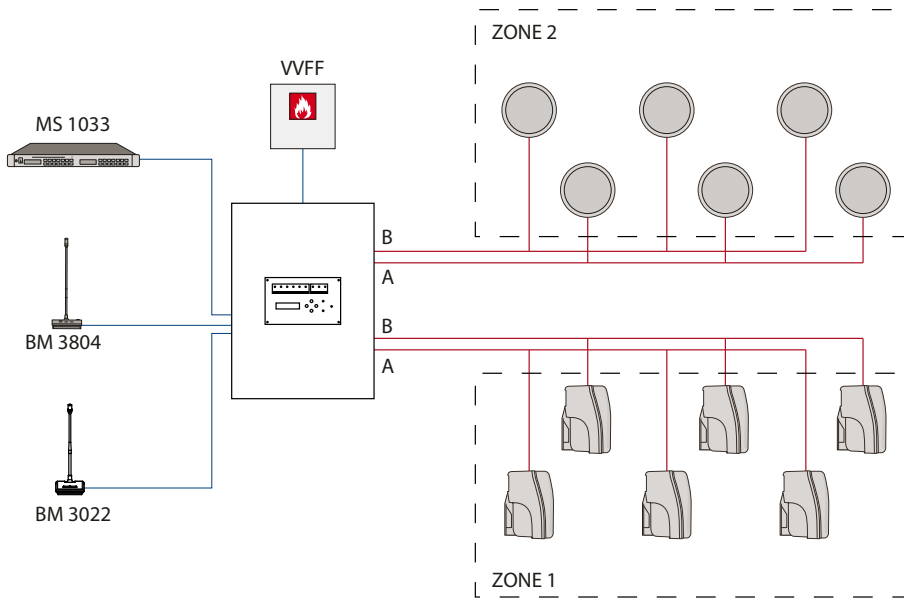 ZONE 2
VVFF
MS 1033
B
A
BM 3804
B
A
BM 3022
ZONE 1